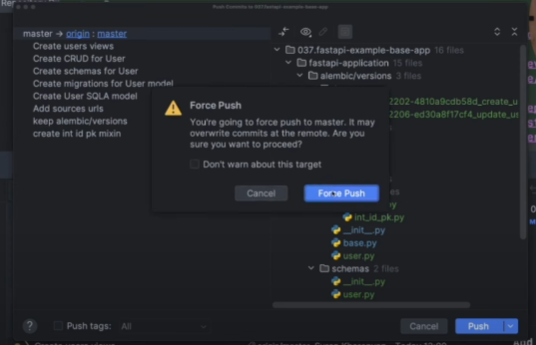 Push Commits to 037.fastapi-example-base-app
master → origin : master
Create users views
Create CRUD for User
Create schemas for User
Create migrations for User model
Create User SQLA model
Add sources urls
keep alembic/versions
create int id pk mixin
037.fastapi-example-base-app 16 files
fastapi-application 15 files
alembic/versions 3 files
2202-4810a9cdb58d_create_u
2206-ed30a8f17cf4_update_us
Force Push
You're going to force push to master. It may
overwrite commits at the remote. Are you
sure you want to proceed?
Don't warn about this target
Cancel
Force Push
int_id_pk.py
__init__.py
base.py
user.py
schemas 2 files
__init__.py
user.py
? Push tags: All
Cancel
Push
Create users views